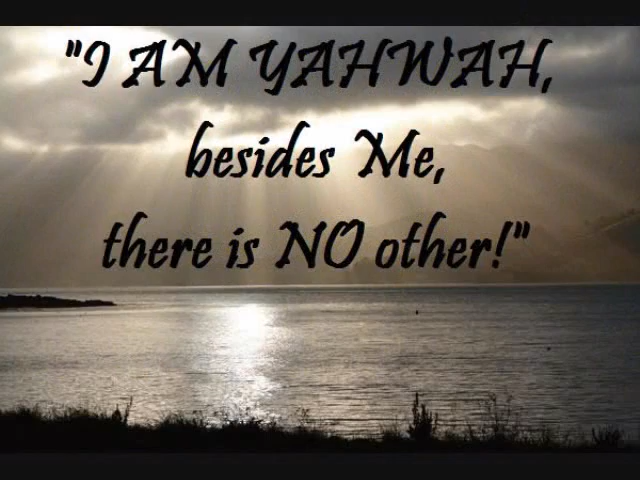 "I AM YAHWAH,
besides Me,
there is NO other!"